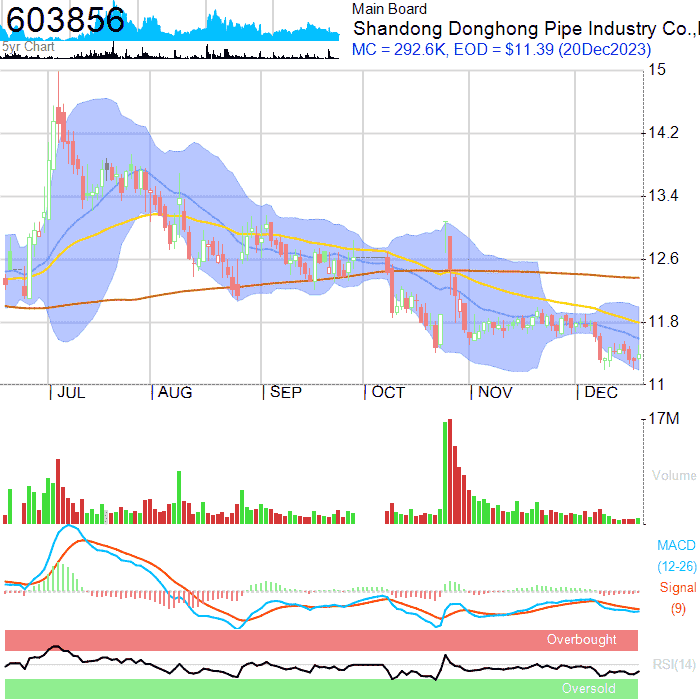 603856
5yr Chart
Main Board
Shandong Donghong Pipe Industry Co.,
MC = 292.6K, EOD = $11.39 (20Dec2023)
15
14.2
13.4
12.6
11.8
11
JUL AUG SEP OCT NOV DEC
17M
Volume
MACD
(12-26)
Signal
(9)
Overbought
RSI(14)
Oversold